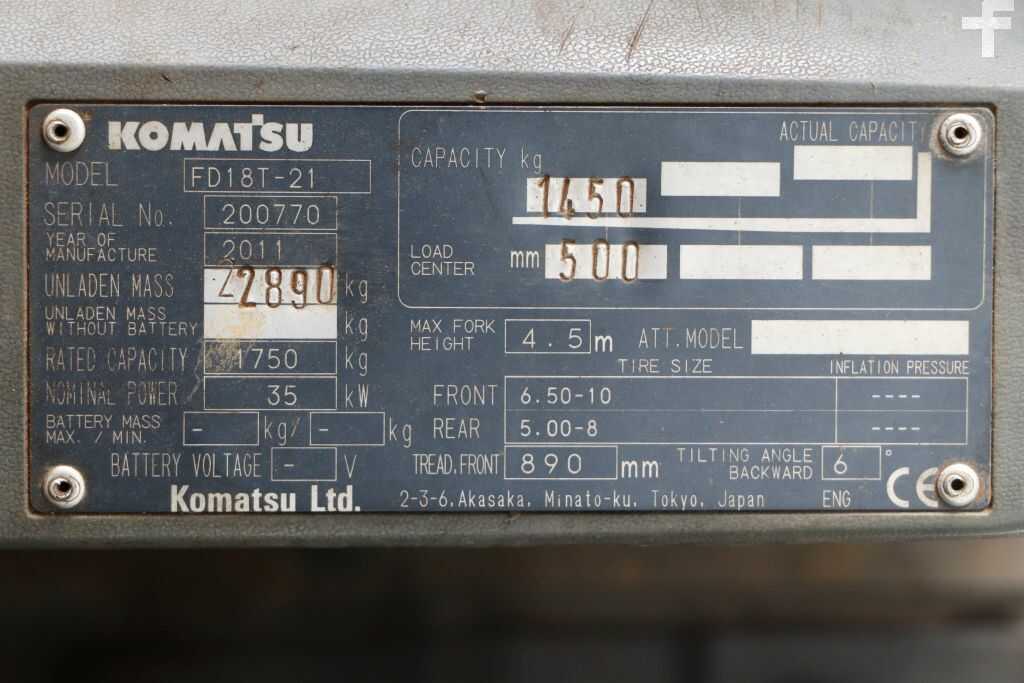 KOMATSU
MODEL FD18T-21
SERIAL No. 200770
YEAR OF MANUFACTURE 2011
UNLADEN MASS 2890 kg
UNLADEN MASS WITHOUT BATTERY kg
RATED CAPACITY 1750 kg
NOMINAL POWER 35 kW
BATTERY MASS MAX. / MIN. - kg/ - kg
BATTERY VOLTAGE - V
Komatsu Ltd.
ACTUAL CAPACITY
CAPACITY kg 1450
LOAD CENTER mm 500
MAX FORK HEIGHT 4.5 m ATT. MODEL
TIRE SIZE INFLATION PRESSURE
FRONT 6.50-10 ----
REAR 5.00-8 ----
TREAD.FRONT 890 mm TILTING ANGLE BACKWARD 6°
2-3-6, Akasaka, Minato-ku, Tokyo, Japan ENG CE